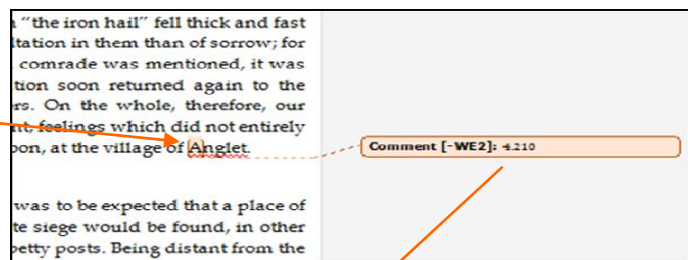 “the iron hail” fell thick and fast
ltation in them than of sorrow; for
comrade was mentioned, it was
tion soon returned again to the
rs. On the whole, therefore, our
nt, feelings which did not entirely
oon, at the village of Anglet.
Comment [-WE2]: 4.210
was to be expected that a place of
te siege would be found, in other
petty posts. Being distant from the